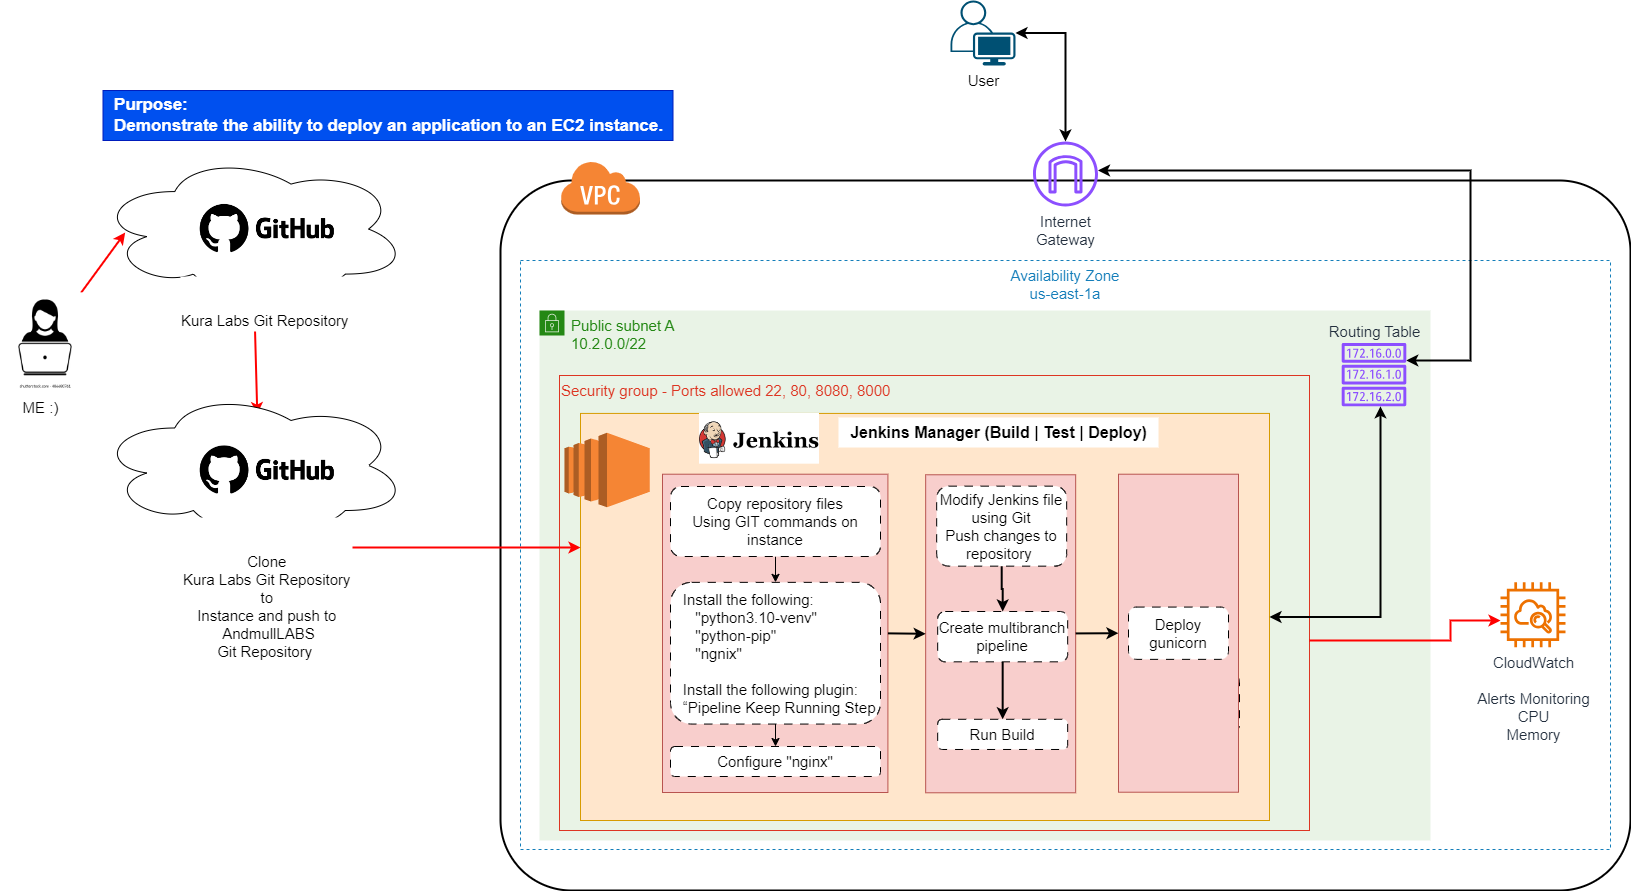 User
Purpose:
Demonstrate the ability to deploy an application to an EC2 instance.
VPC
GitHub
Internet
Gateway
Availability Zone
us-east-1a
Kura Labs Git Repository
Public subnet A
10.2.0.0/22
Routing Table
172.16.0.0
172.16.1.0
172.16.2.0
ME :)
Security group - Ports allowed 22, 80, 8080, 8000
Jenkins
Jenkins Manager (Build | Test | Deploy)
GitHub
Clone
Kura Labs Git Repository
to
Instance and push to
AndmullLABS
Git Repository
Copy repository files
Using GIT commands on
instance
Install the following:
"python3.10-venv"
"python-pip"
"ngnix"
Install the following plugin:
“Pipeline Keep Running Step
Configure "nginx"
Modify Jenkins file
using Git
Push changes to
repository
Create multibranch
pipeline
Run Build
Deploy
gunicorn
CloudWatch
Alerts Monitoring
CPU
Memory